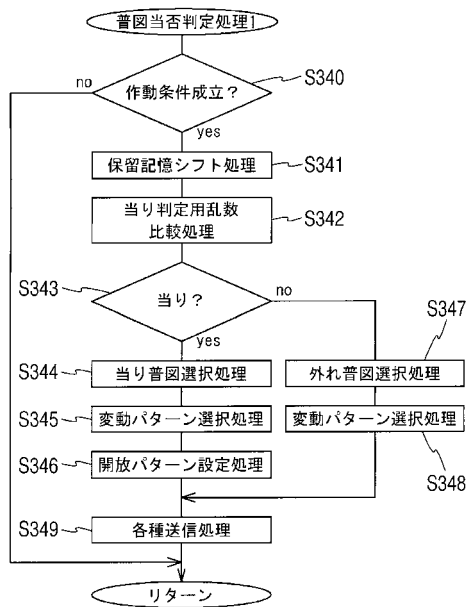 普図当否判定処理1
no
作動条件成立?
S340
yes
保留記憶シフト処理
S341
当り判定用乱数
比較処理
S342
S343
当り?
no
yes
S347
S344
当り普図選択処理
外れ普図選択処理
S345
変動パターン選択処理
変動パターン選択処理
S346
開放パターン設定処理
S348
S349
各種送信処理
リターン